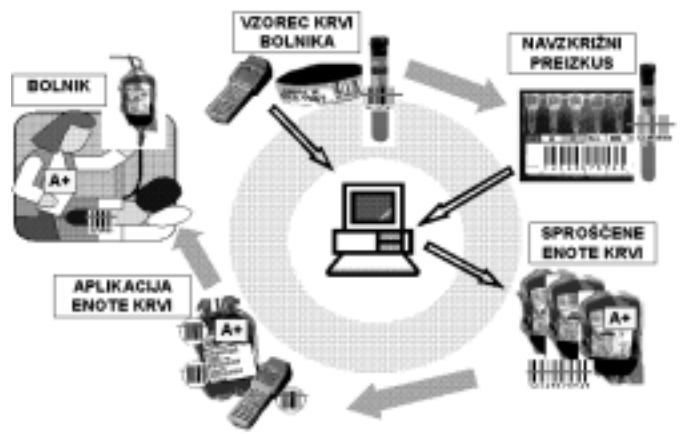 VZOREC KRVI
BOLNIKA
NAVZKRIŽNI
PREIZKUS
BOLNIK
A+
SPROŠČENE
ENOTE KRVI
A+
APLIKACIJA
ENOTE KRVI
A+